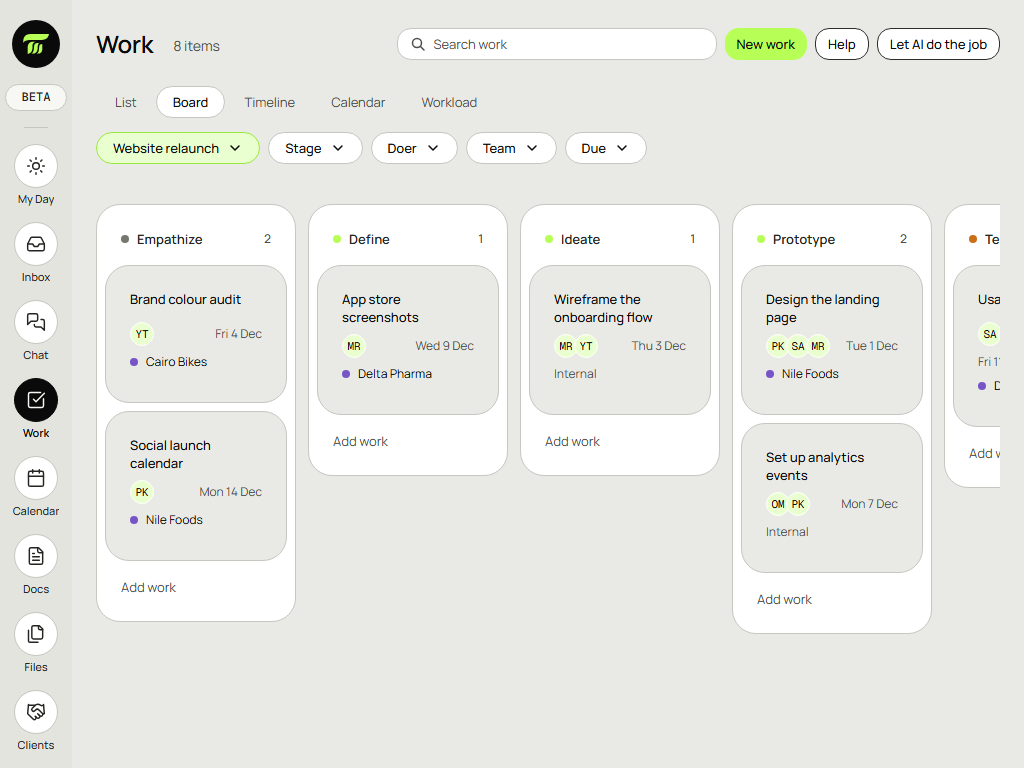 Work
8 items
Search work
New work
Help
Let AI do the job
BETA
My Day
Inbox
Chat
Work
Calendar
Docs
Files
Clients
List
Board
Timeline
Calendar
Workload
Website relaunch
Stage
Doer
Team
Due
Empathize
2
Brand colour audit
YT
Fri 4 Dec
Cairo Bikes
Social launch
calendar
PK
Mon 14 Dec
Nile Foods
Add work
Define
1
App store
screenshots
MR
Wed 9 Dec
Delta Pharma
Add work
Ideate
1
Wireframe the
onboarding flow
MR YT
Thu 3 Dec
Internal
Add work
Prototype
2
Design the landing
page
PK SA MR
Tue 1 Dec
Nile Foods
Set up analytics
events
OM PK
Mon 7 Dec
Internal
Add work
SA
Add